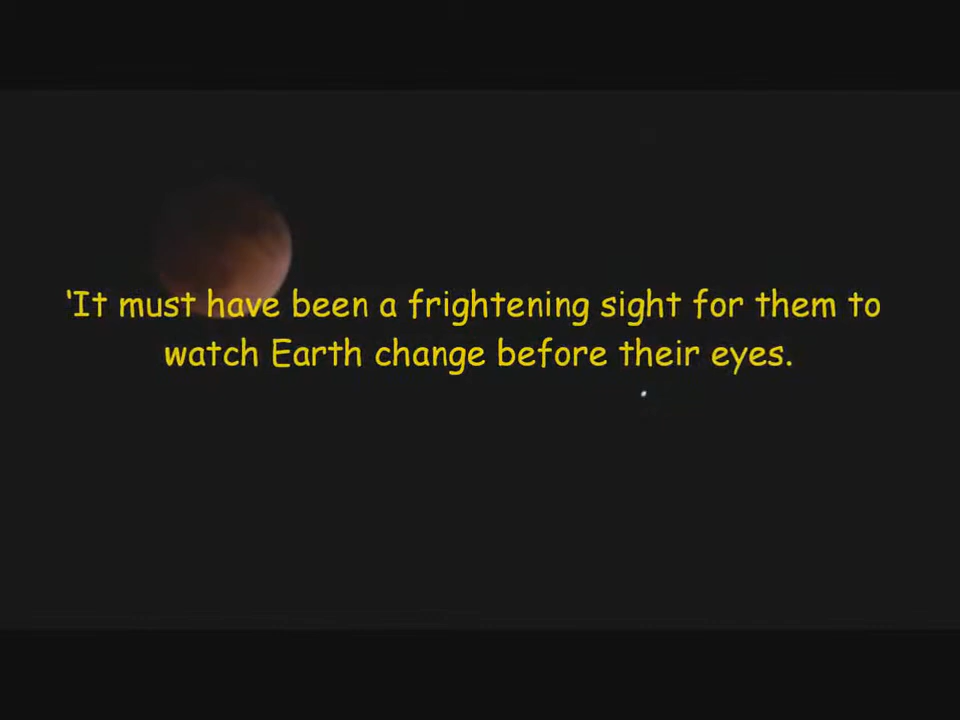 ‘It must have been a frightening sight for them to
watch Earth change before their eyes.